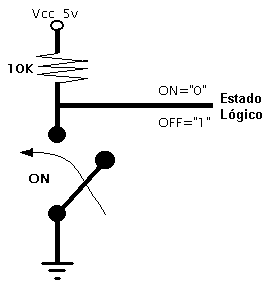 Vcc 5v
10K
ON="0"
OFF="1"
Estado
Lógico
ON